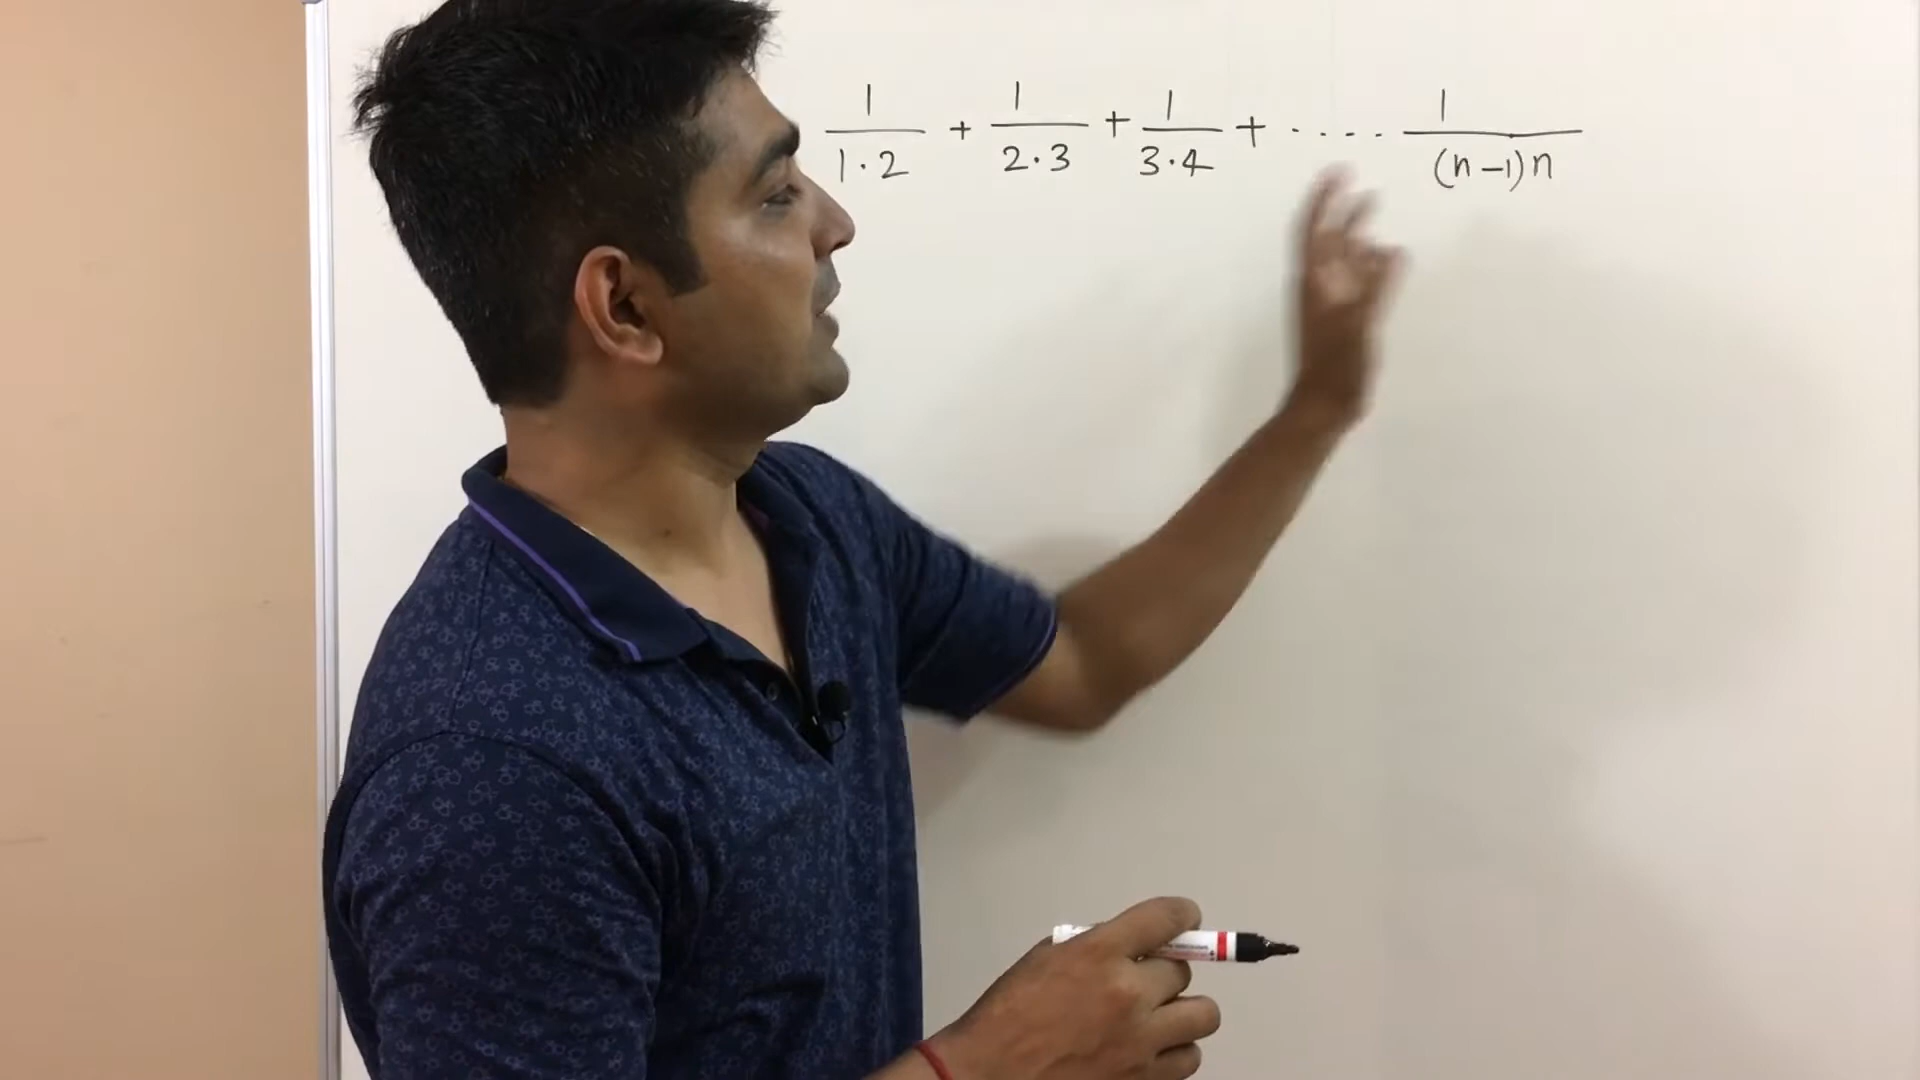 1/(1·2) + 1/(2·3) + 1/(3·4) + ···· 1/((n-1)n)